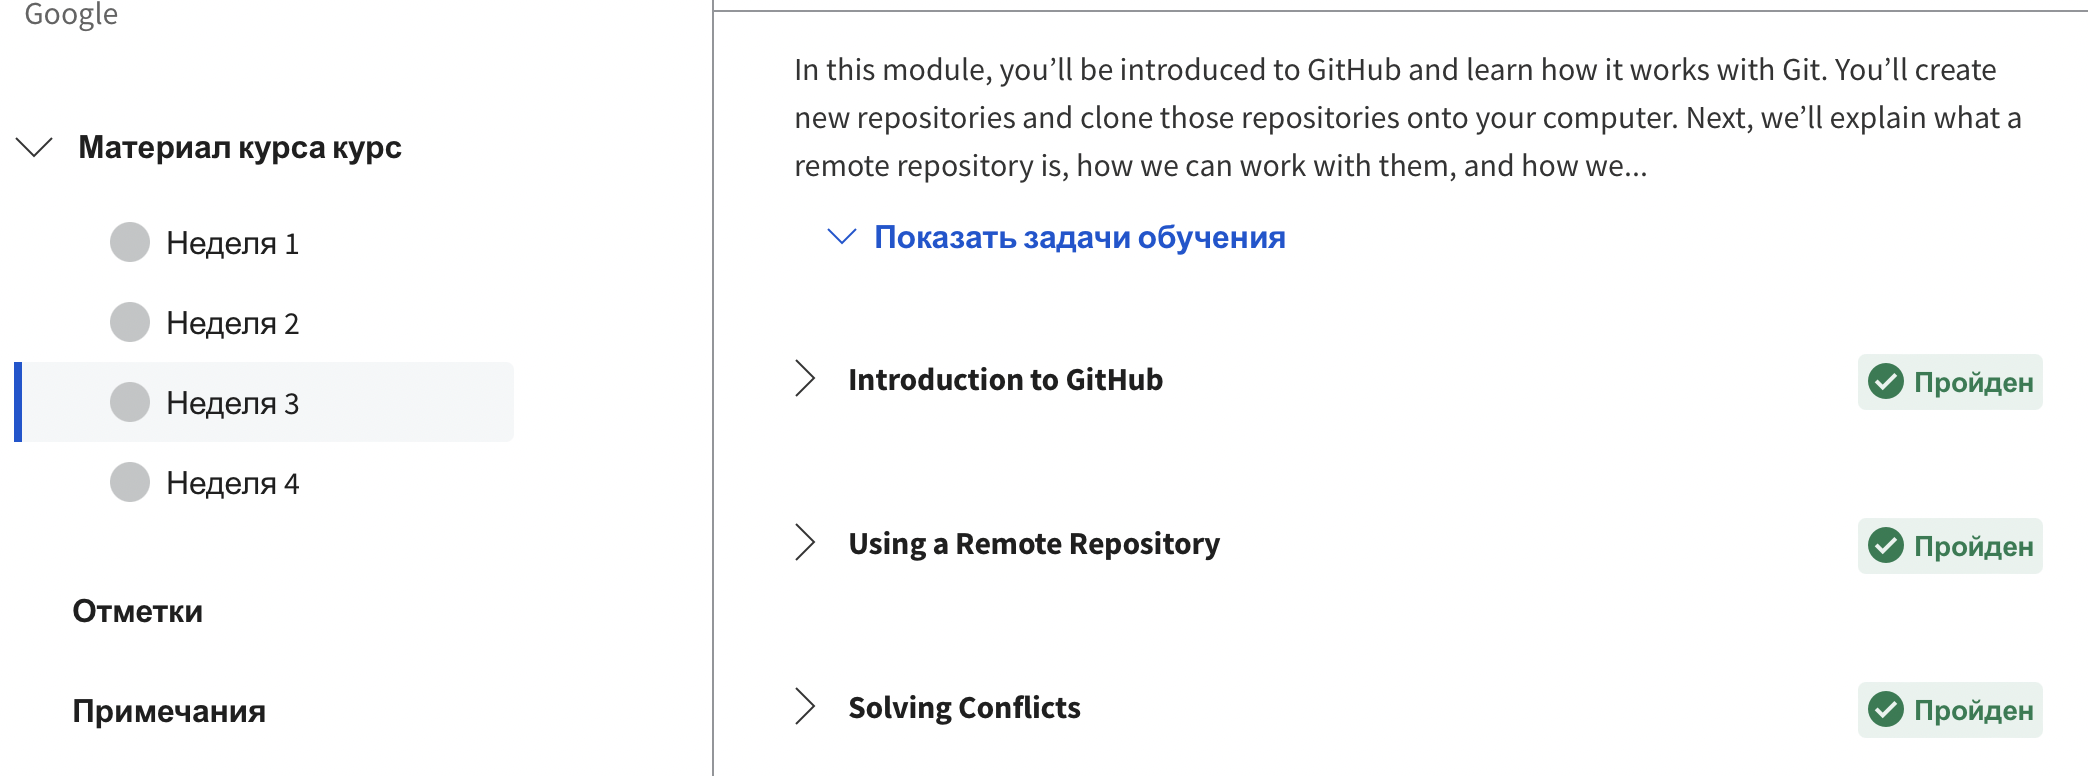 Google
Материал курса курс
Неделя 1
Неделя 2
Неделя 3
Неделя 4
Отметки
Примечания
In this module, you’ll be introduced to GitHub and learn how it works with Git. You’ll create
new repositories and clone those repositories onto your computer. Next, we’ll explain what a
remote repository is, how we can work with them, and how we...
Показать задачи обучения
Introduction to GitHub
Пройден
Using a Remote Repository
Пройден
Solving Conflicts
Пройден